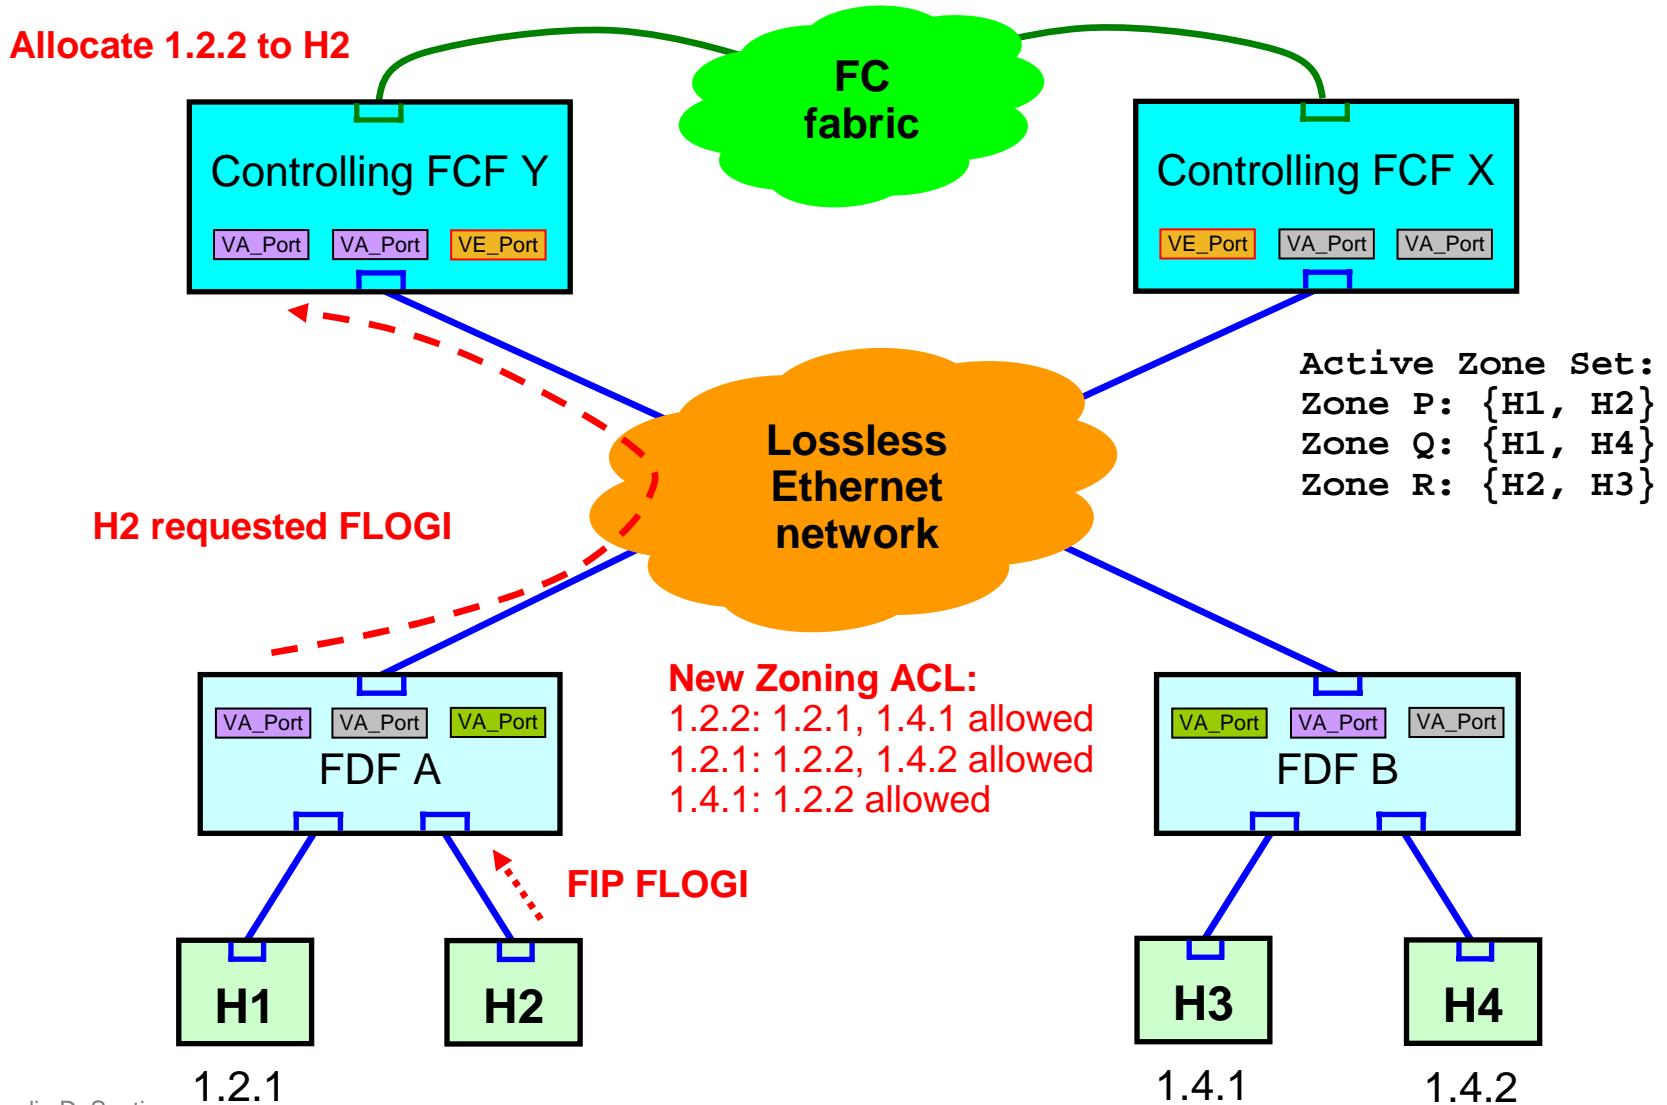 Allocate 1.2.2 to H2
FC
fabric
Controlling FCF Y
VA_Port VA_Port VE_Port
Controlling FCF X
VE_Port VA_Port VA_Port
Active Zone Set:
Zone P: {H1, H2}
Zone Q: {H1, H4}
Zone R: {H2, H3}
Lossless
Ethernet
network
H2 requested FLOGI
New Zoning ACL:
1.2.2: 1.2.1, 1.4.1 allowed
1.2.1: 1.2.2, 1.4.2 allowed
1.4.1: 1.2.2 allowed
VA_Port VA_Port VA_Port
FDF A
VA_Port VA_Port VA_Port
FDF B
FIP FLOGI
H1
H2
H3
H4
1.2.1
1.4.1
1.4.2